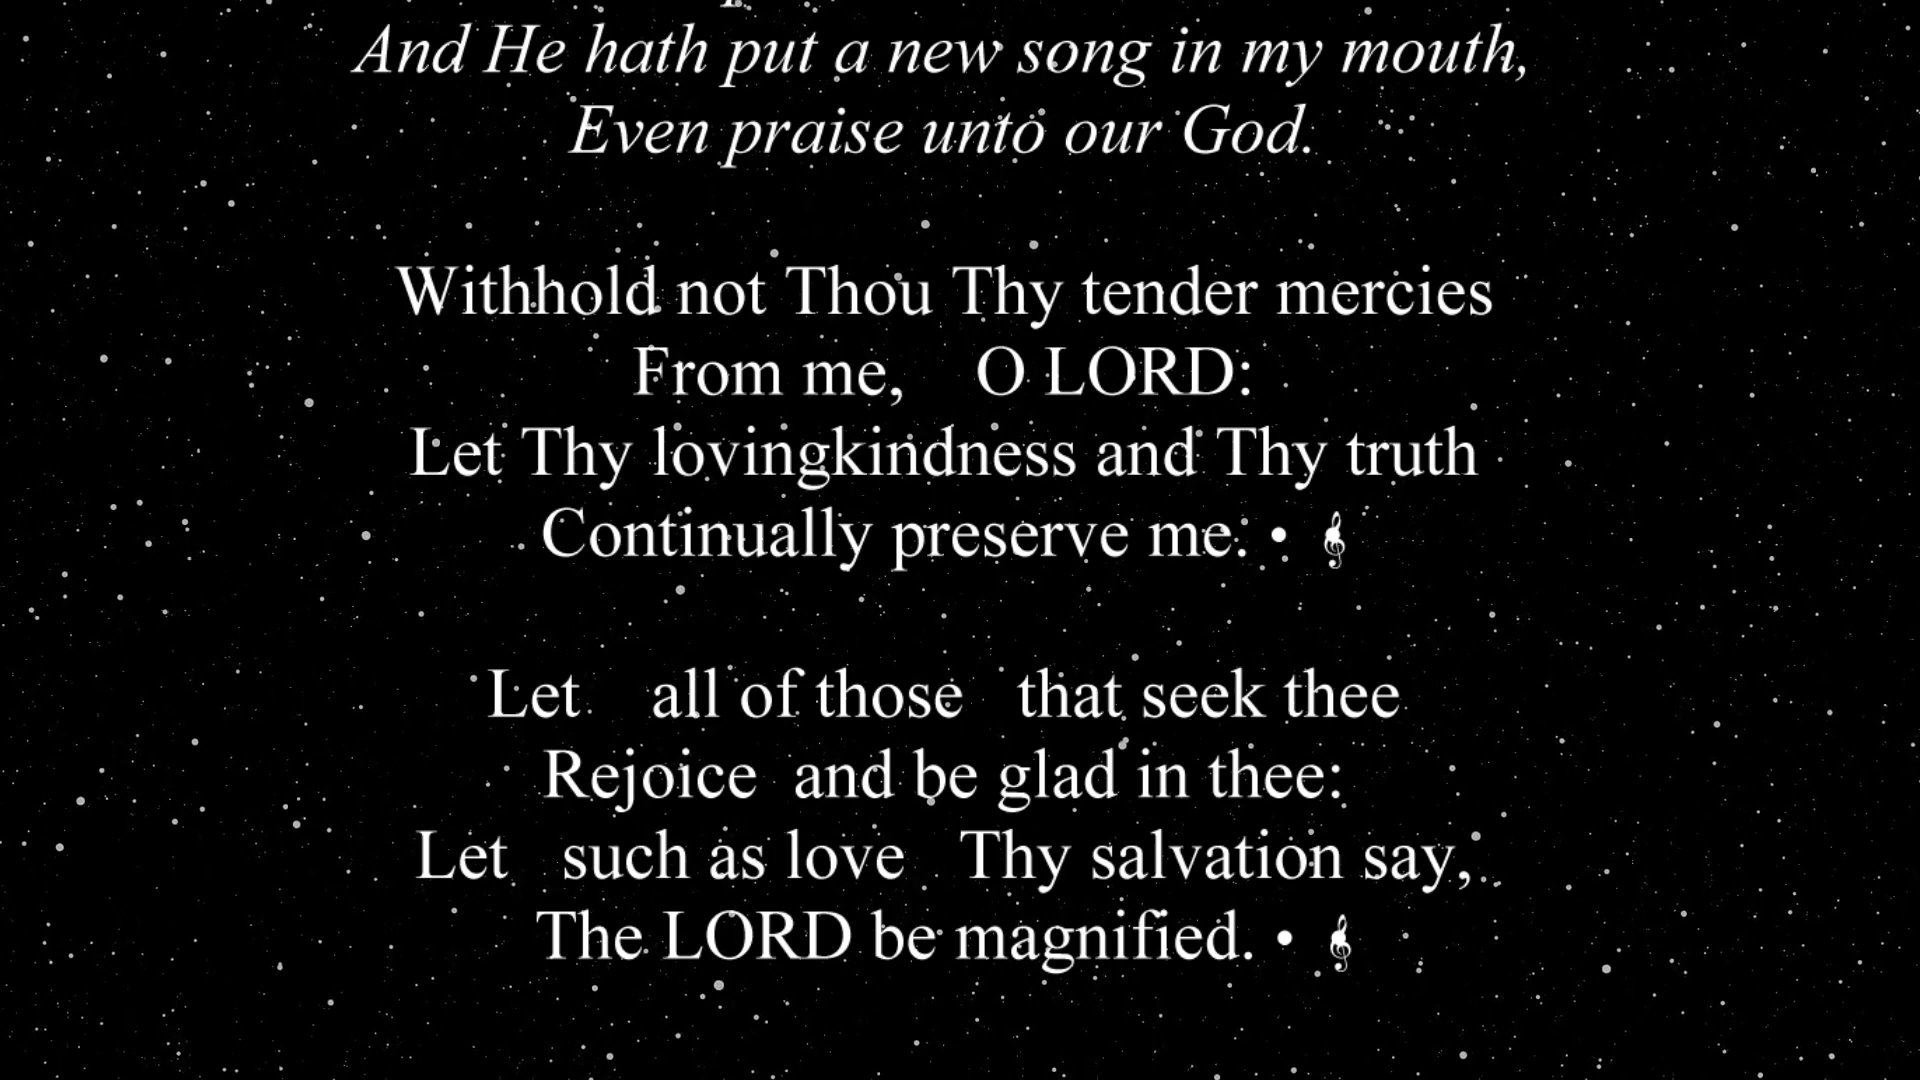 And He hath put a new song in my mouth,
Even praise unto our God.
Withhold not Thou Thy tender mercies
From me, O LORD:
Let Thy lovingkindness and Thy truth
Continually preserve me. •
Let all of those that seek thee
Rejoice and be glad in thee:
Let such as love Thy salvation say,
The LORD be magnified. •